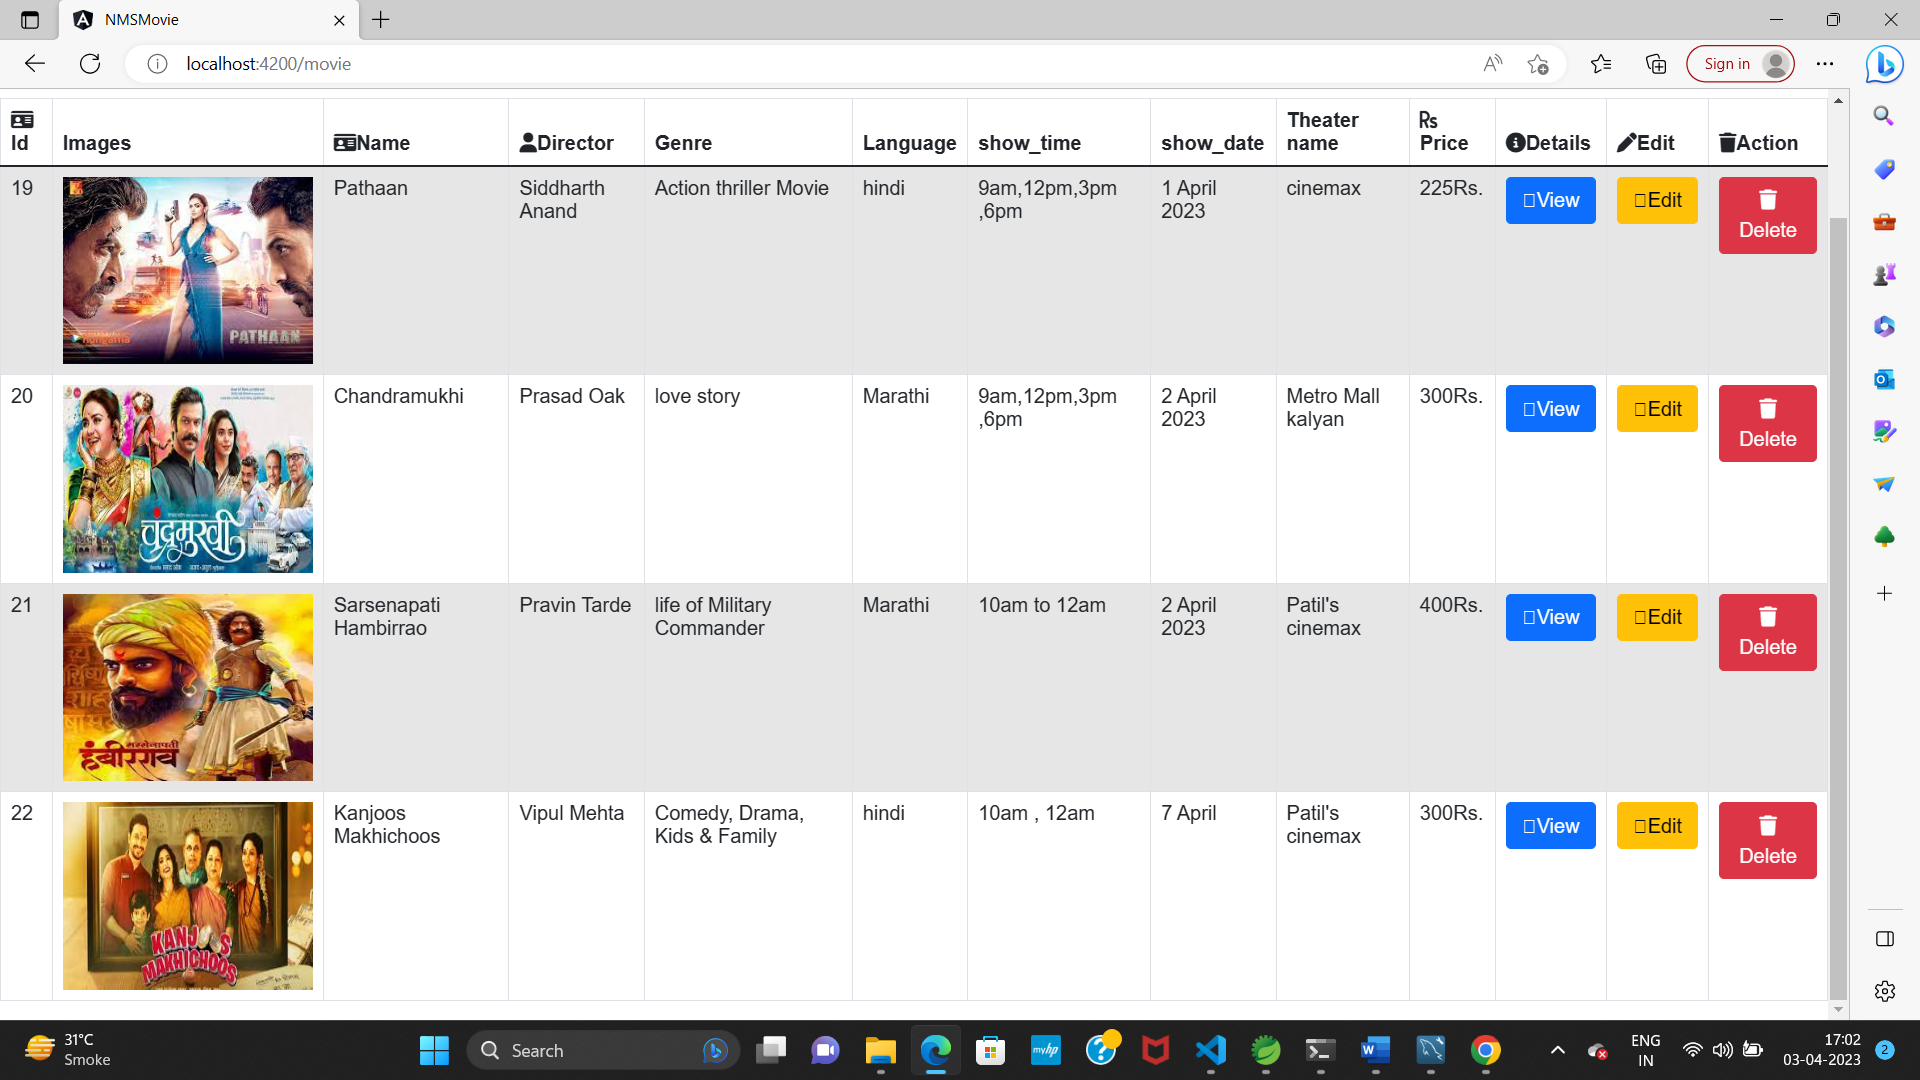 NMSMovie
localhost:4200/movie
Sign in
Id
Images
Name
Director
Genre
Language
show_time
show_date
Theater
name
₨
Price
Details
Edit
Action
19
PATHAAN
Pathaan
Siddharth
Anand
Action thriller Movie
hindi
9am,12pm,3pm
,6pm
1 April
2023
cinemax
225Rs.
View
Edit
Delete
20
चंद्रमुखी
Chandramukhi
Prasad Oak
love story
Marathi
9am,12pm,3pm
,6pm
2 April
2023
Metro Mall
kalyan
300Rs.
View
Edit
Delete
21
सरसेनापती
हंबीरराव
Sarsenapati
Hambirrao
Pravin Tarde
life of Military
Commander
Marathi
10am to 12am
2 April
2023
Patil's
cinemax
400Rs.
View
Edit
Delete
22
KANJOOS
MAKHICHOOS
Kanjoos
Makhichoos
Vipul Mehta
Comedy, Drama,
Kids & Family
hindi
10am , 12am
7 April
Patil's
cinemax
300Rs.
View
Edit
Delete
31°C
Smoke
Search
myhp
ENG
IN
17:02
03-04-2023
2